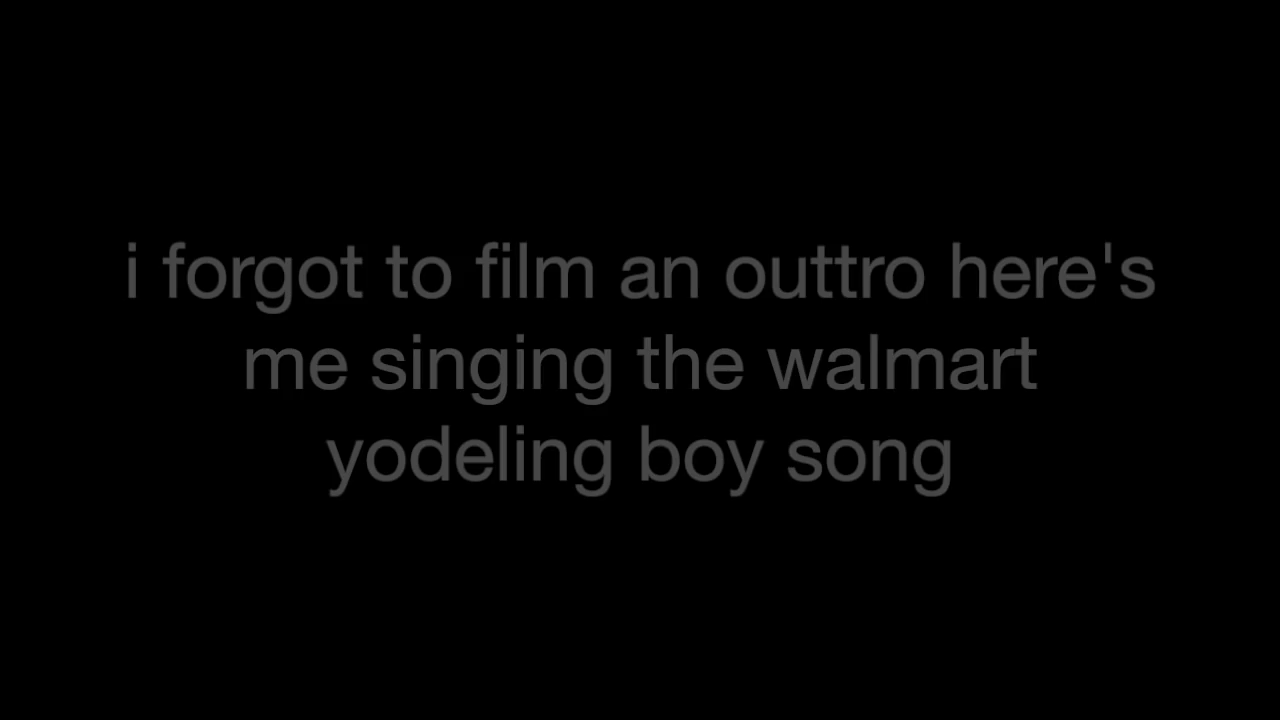 i forgot to film an outtro here's
me singing the walmart
yodeling boy song